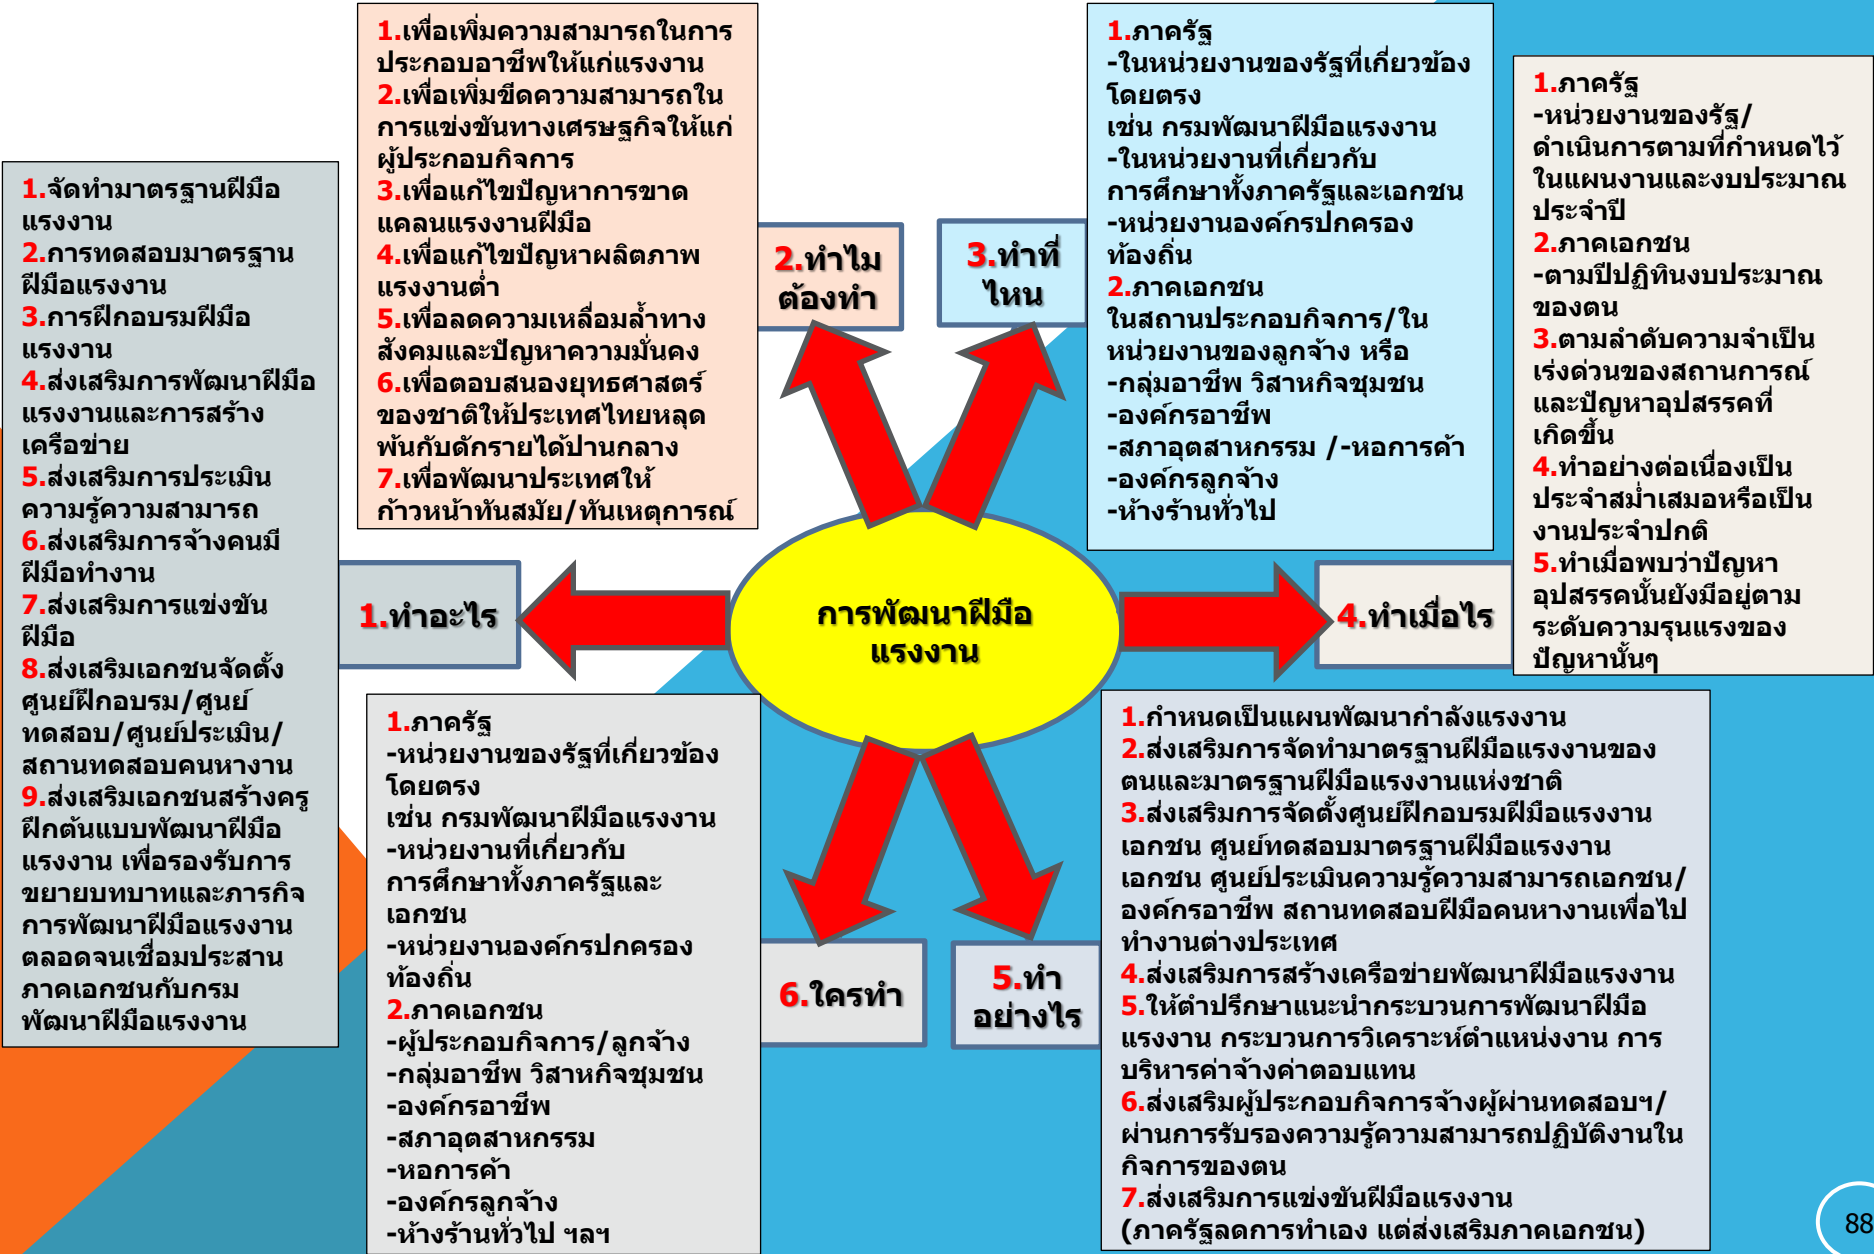 1.จัดทำมาตรฐานฝีมือ
แรงงาน
2.การทดสอบมาตรฐาน
ฝีมือแรงงาน
3.การฝึกอบรมฝีมือ
แรงงาน
4.ส่งเสริมการพัฒนาฝีมือ
แรงงานและการสร้าง
เครือข่าย
5.ส่งเสริมการประเมิน
ความรู้ความสามารถ
6.ส่งเสริมการจ้างคนมี
ฝีมือทำงาน
7.ส่งเสริมการแข่งขัน
ฝีมือ
8.ส่งเสริมเอกชนจัดตั้ง
ศูนย์ฝึกอบรม/ศูนย์
ทดสอบ/ศูนย์ประเมิน/
สถานทดสอบคนหางาน
9.ส่งเสริมเอกชนสร้างครู
ฝึกต้นแบบพัฒนาฝีมือ
แรงงาน เพื่อรองรับการ
ขยายบทบาทและภารกิจ
การพัฒนาฝีมือแรงงาน
ตลอดจนเชื่อมประสาน
ภาคเอกชนกับกรม
พัฒนาฝีมือแรงงาน
1.ทำอะไร
1.เพื่อเพิ่มความสามารถในการ
ประกอบอาชีพให้แก่แรงงาน
2.เพื่อเพิ่มขีดความสามารถใน
การแข่งขันทางเศรษฐกิจให้แก่
ผู้ประกอบกิจการ
3.เพื่อแก้ไขปัญหาการขาด
แคลนแรงงานฝีมือ
4.เพื่อแก้ไขปัญหาผลิตภาพ
แรงงานต่ำ
5.เพื่อลดความเหลื่อมล้ำทาง
สังคมและปัญหาความมั่นคง
6.เพื่อตอบสนองยุทธศาสตร์
ของชาติให้ประเทศไทยหลุด
พ้นกับดักรายได้ปานกลาง
7.เพื่อพัฒนาประเทศให้
ก้าวหน้าทันสมัย/ทันเหตุการณ์
2.ทำไม
ต้องทำ
3.ทำที่
ไหน
1.ภาครัฐ
-ในหน่วยงานของรัฐที่เกี่ยวข้อง
โดยตรง
เช่น กรมพัฒนาฝีมือแรงงาน
-ในหน่วยงานที่เกี่ยวกับ
การศึกษาทั้งภาครัฐและเอกชน
-หน่วยงานองค์กรปกครอง
ท้องถิ่น
2.ภาคเอกชน
ในสถานประกอบกิจการ/ใน
หน่วยงานของลูกจ้าง หรือ
-กลุ่มอาชีพ วิสาหกิจชุมชน
-องค์กรอาชีพ
-สภาอุตสาหกรรม /-หอการค้า
-องค์กรลูกจ้าง
-ห้างร้านทั่วไป
1.ภาครัฐ
-หน่วยงานของรัฐ/
ดำเนินการตามที่กำหนดไว้
ในแผนงานและงบประมาณ
ประจำปี
2.ภาคเอกชน
-ตามปีปฏิทินงบประมาณ
ของตน
3.ตามลำดับความจำเป็น
เร่งด่วนของสถานการณ์
และปัญหาอุปสรรคที่
เกิดขึ้น
4.ทำอย่างต่อเนื่องเป็น
ประจำสม่ำเสมอหรือเป็น
งานประจำปกติ
5.ทำเมื่อพบว่าปัญหา
อุปสรรคนั้นยังมีอยู่ตาม
ระดับความรุนแรงของ
ปัญหานั้นๆ
4.ทำเมื่อไร
การพัฒนาฝีมือ
แรงงาน
1.ภาครัฐ
-หน่วยงานของรัฐที่เกี่ยวข้อง
โดยตรง
เช่น กรมพัฒนาฝีมือแรงงาน
-หน่วยงานที่เกี่ยวกับ
การศึกษาทั้งภาครัฐและ
เอกชน
-หน่วยงานองค์กรปกครอง
ท้องถิ่น
2.ภาคเอกชน
-ผู้ประกอบกิจการ/ลูกจ้าง
-กลุ่มอาชีพ วิสาหกิจชุมชน
-องค์กรอาชีพ
-สภาอุตสาหกรรม
-หอการค้า
-องค์กรลูกจ้าง
-ห้างร้านทั่วไป ฯลฯ
6.ใครทำ
5.ทำ
อย่างไร
1.กำหนดเป็นแผนพัฒนากำลังแรงงาน
2.ส่งเสริมการจัดทำมาตรฐานฝีมือแรงงานของ
ตนและมาตรฐานฝีมือแรงงานแห่งชาติ
3.ส่งเสริมการจัดตั้งศูนย์ฝึกอบรมฝีมือแรงงาน
เอกชน ศูนย์ทดสอบมาตรฐานฝีมือแรงงาน
เอกชน ศูนย์ประเมินความรู้ความสามารถเอกชน/
องค์กรอาชีพ สถานทดสอบฝีมือคนหางานเพื่อไป
ทำงานต่างประเทศ
4.ส่งเสริมการสร้างเครือข่ายพัฒนาฝีมือแรงงาน
5.ให้ตำปรึกษาแนะนำกระบวนการพัฒนาฝีมือ
แรงงาน กระบวนการวิเคราะห์ตำแหน่งงาน การ
บริหารค่าจ้างค่าตอบแทน
6.ส่งเสริมผู้ประกอบกิจการจ้างผู้ผ่านทดสอบฯ/
ผ่านการรับรองความรู้ความสามารถปฏิบัติงานใน
กิจการของตน
7.ส่งเสริมการแข่งขันฝีมือแรงงาน
(ภาครัฐลดการทำเอง แต่ส่งเสริมภาคเอกชน)
88